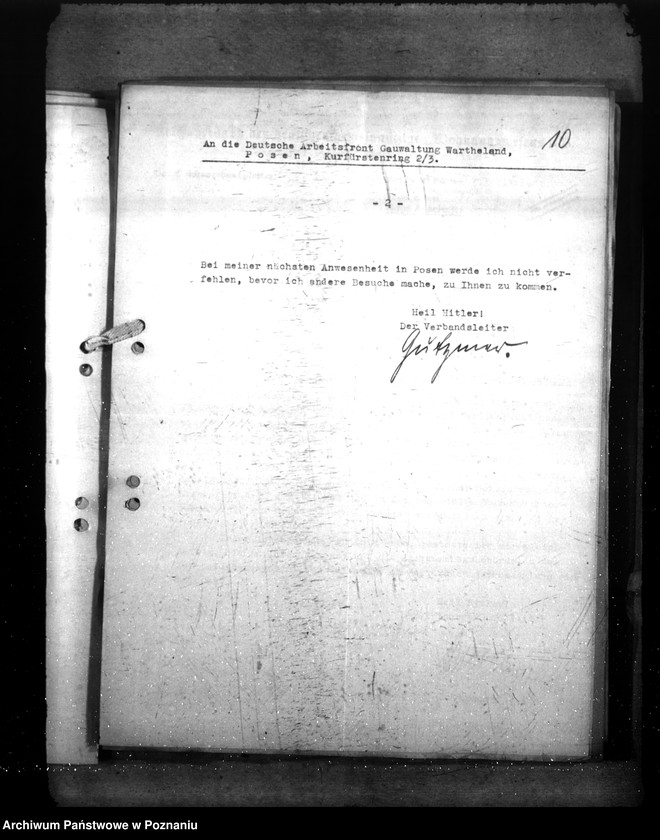 10
An die Deutsche Arbeitsfront Gauwaltung Wartheland,
P o s e n , Kurfürstenring 2/3.
- 2 -
Bei meiner nächsten Anwesenheit in Posen werde ich nicht ver-
fehlen, bevor ich andere Besuche mache, zu Ihnen zu kommen.
Heil Hitler!
Der Verbandsleiter
Gutzmer.
Archiwum Państwowe w Poznaniu